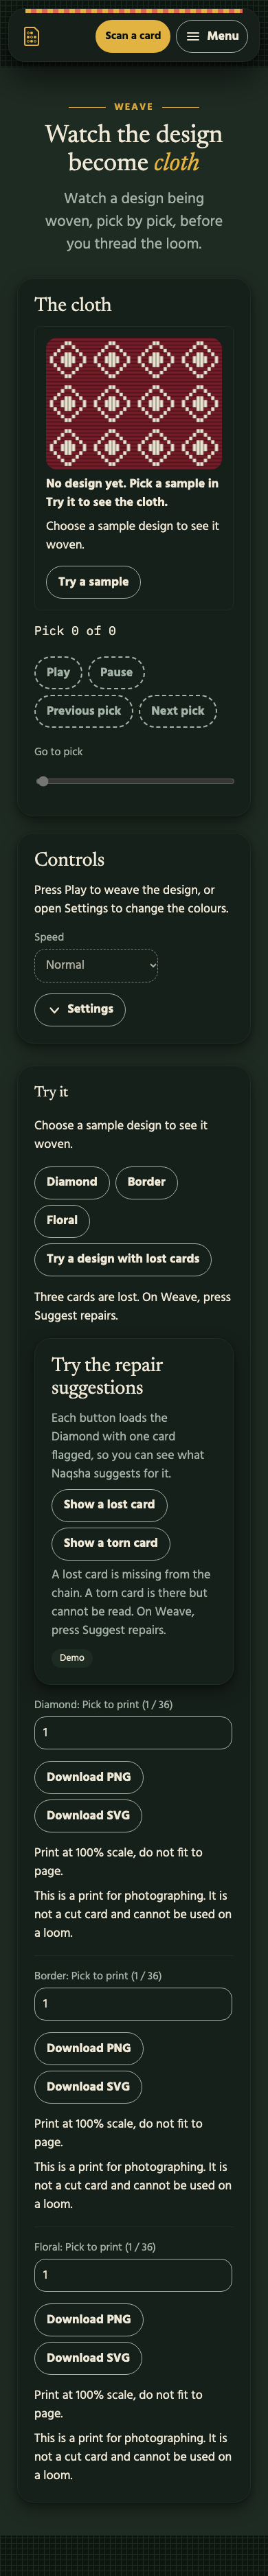 Scan a card
Menu
WEAVE
Watch the design
become cloth
Watch a design being
woven, pick by pick, before
you thread the loom.
The cloth
No design yet. Pick a sample in
Try it to see the cloth.
Choose a sample design to see it
woven.
Try a sample
Pick 0 of 0
Play
Pause
Previous pick
Next pick
Go to pick
Controls
Press Play to weave the design, or
open Settings to change the colours.
Speed
Normal
Settings
Try it
Choose a sample design to see it
woven.
Diamond
Border
Floral
Try a design with lost cards
Three cards are lost. On Weave, press
Suggest repairs.
Try the repair
suggestions
Each button loads the
Diamond with one card
flagged, so you can see what
Naqsha suggests for it.
Show a lost card
Show a torn card
A lost card is missing from the
chain. A torn card is there but
cannot be read. On Weave,
press Suggest repairs.
Demo
Diamond: Pick to print (1 / 36)
1
Download PNG
Download SVG
Print at 100% scale, do not fit to
page.
This is a print for photographing. It is
not a cut card and cannot be used on
a loom.
Border: Pick to print (1 / 36)
1
Download PNG
Download SVG
Print at 100% scale, do not fit to
page.
This is a print for photographing. It is
not a cut card and cannot be used on
a loom.
Floral: Pick to print (1 / 36)
1
Download PNG
Download SVG
Print at 100% scale, do not fit to
page.
This is a print for photographing. It is
not a cut card and cannot be used on
a loom.